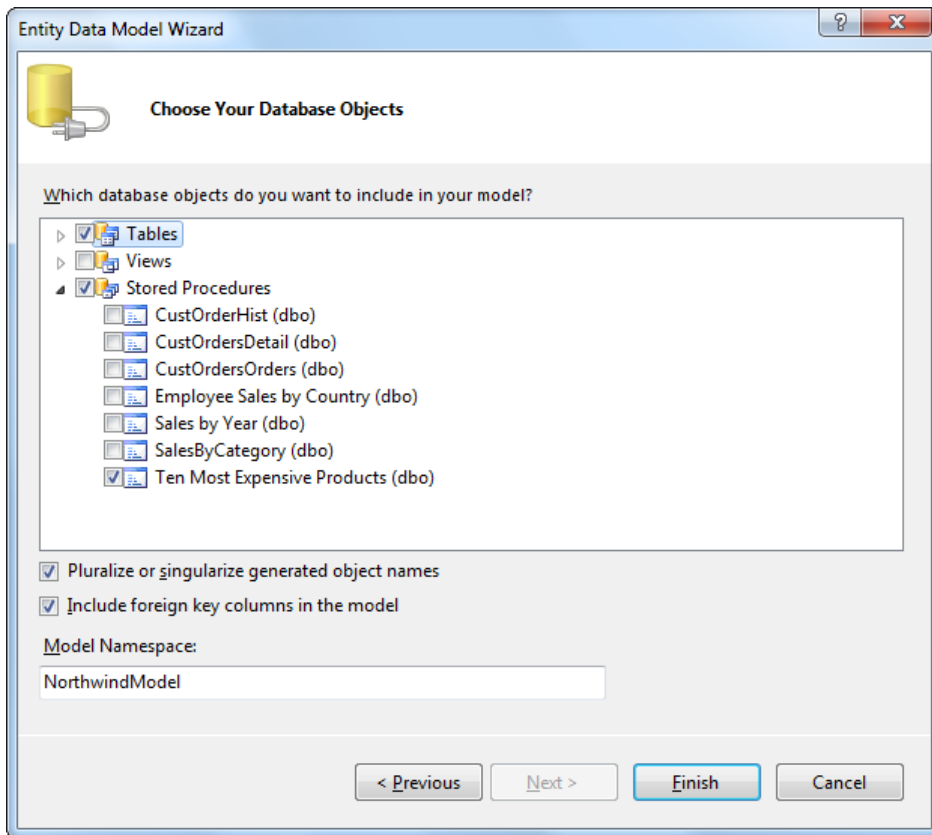 Entity Data Model Wizard
Choose Your Database Objects
Which database objects do you want to include in your model?
Tables
Views
Stored Procedures
CustOrderHist (dbo)
CustOrdersDetail (dbo)
CustOrdersOrders (dbo)
Employee Sales by Country (dbo)
Sales by Year (dbo)
SalesByCategory (dbo)
Ten Most Expensive Products (dbo)
Pluralize or singularize generated object names
Include foreign key columns in the model
Model Namespace:
NorthwindModel
< Previous Next > Finish Cancel